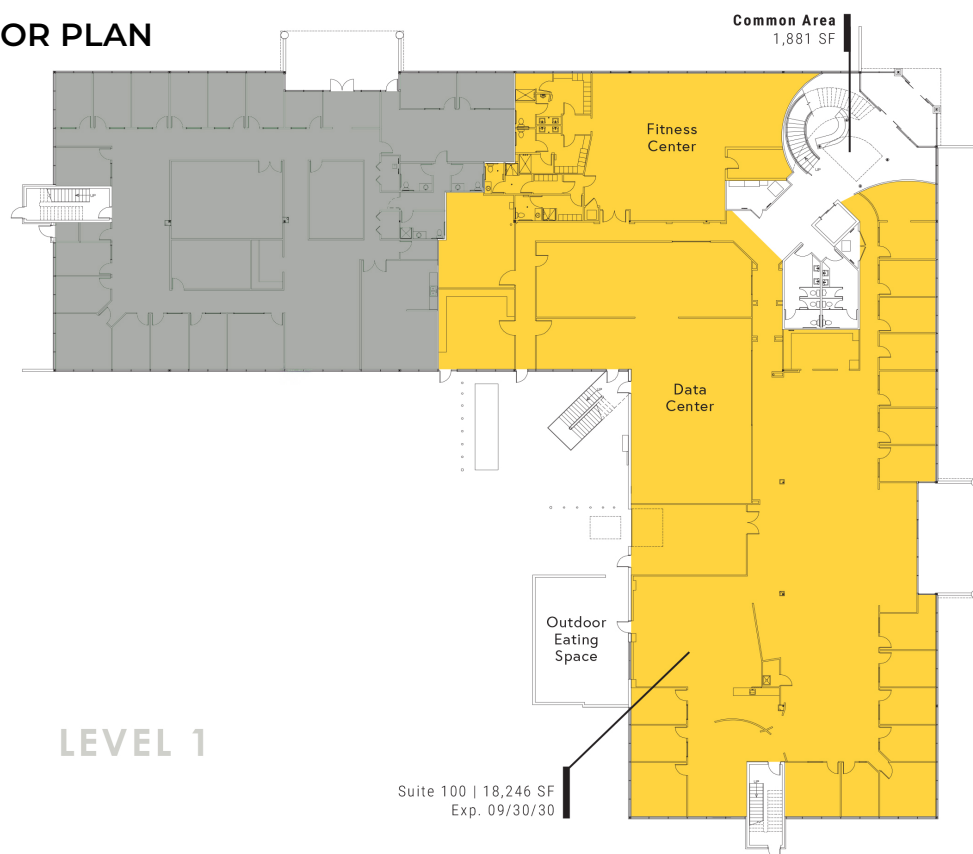 OR PLAN
Common Area
1,881 SF
Fitness
Center
Data
Center
Outdoor
Eating
Space
LEVEL 1
Suite 100 | 18,246 SF
Exp. 09/30/30